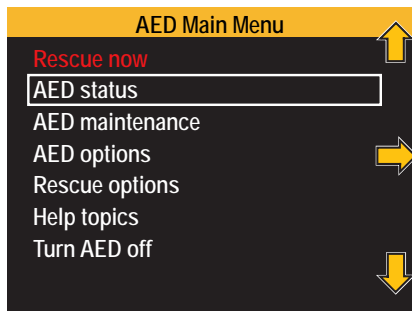 AED Main Menu
Rescue now
AED status
AED maintenance
AED options
Rescue options
Help topics
Turn AED off